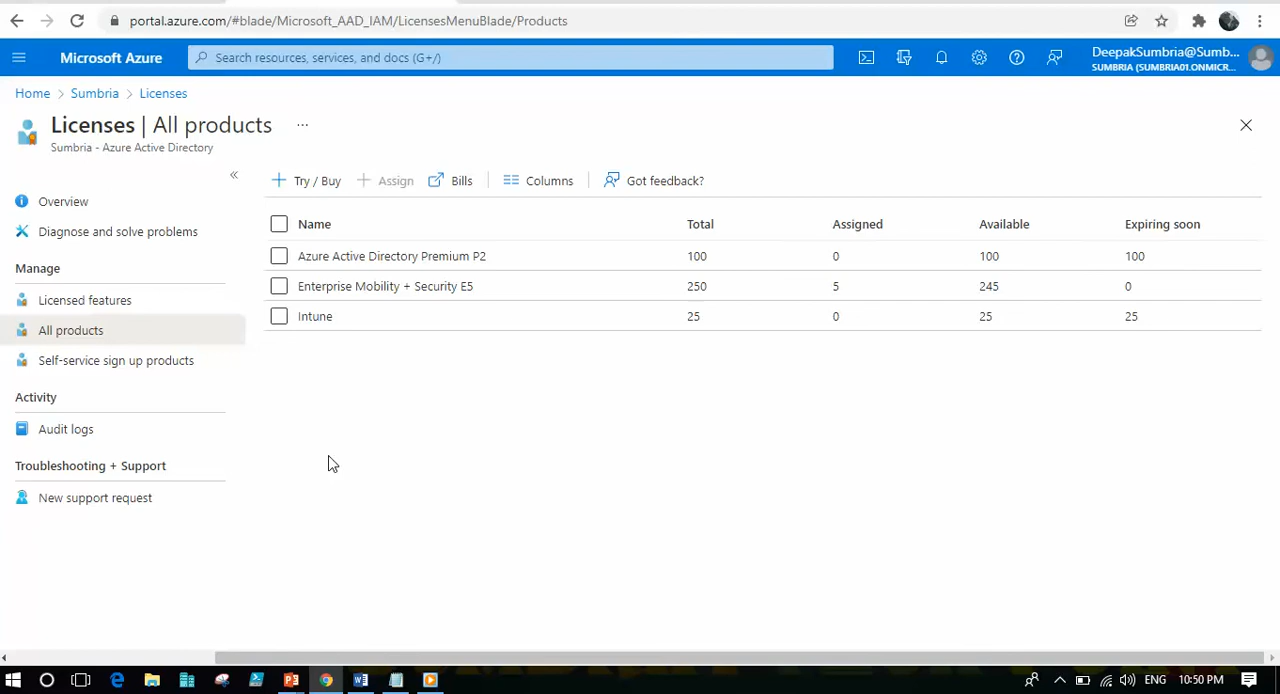 portal.azure.com/#blade/Microsoft_AAD_IAM/LicensesMenuBlade/Products
Microsoft Azure
Search resources, services, and docs (G+/)
DeepakSumbria@Sumb...
SUMBRIA (SUMBRIA01.ONMICR...
Home > Sumbria > Licenses
Licenses | All products ...
Sumbria - Azure Active Directory
«
Overview
Diagnose and solve problems
Manage
Licensed features
All products
Self-service sign up products
Activity
Audit logs
Troubleshooting + Support
New support request
Try / Buy Assign Bills Columns Got feedback?
Name Total Assigned Available Expiring soon
Azure Active Directory Premium P2 100 0 100 100
Enterprise Mobility + Security E5 250 5 245 0
Intune 25 0 25 25
ENG 10:50 PM